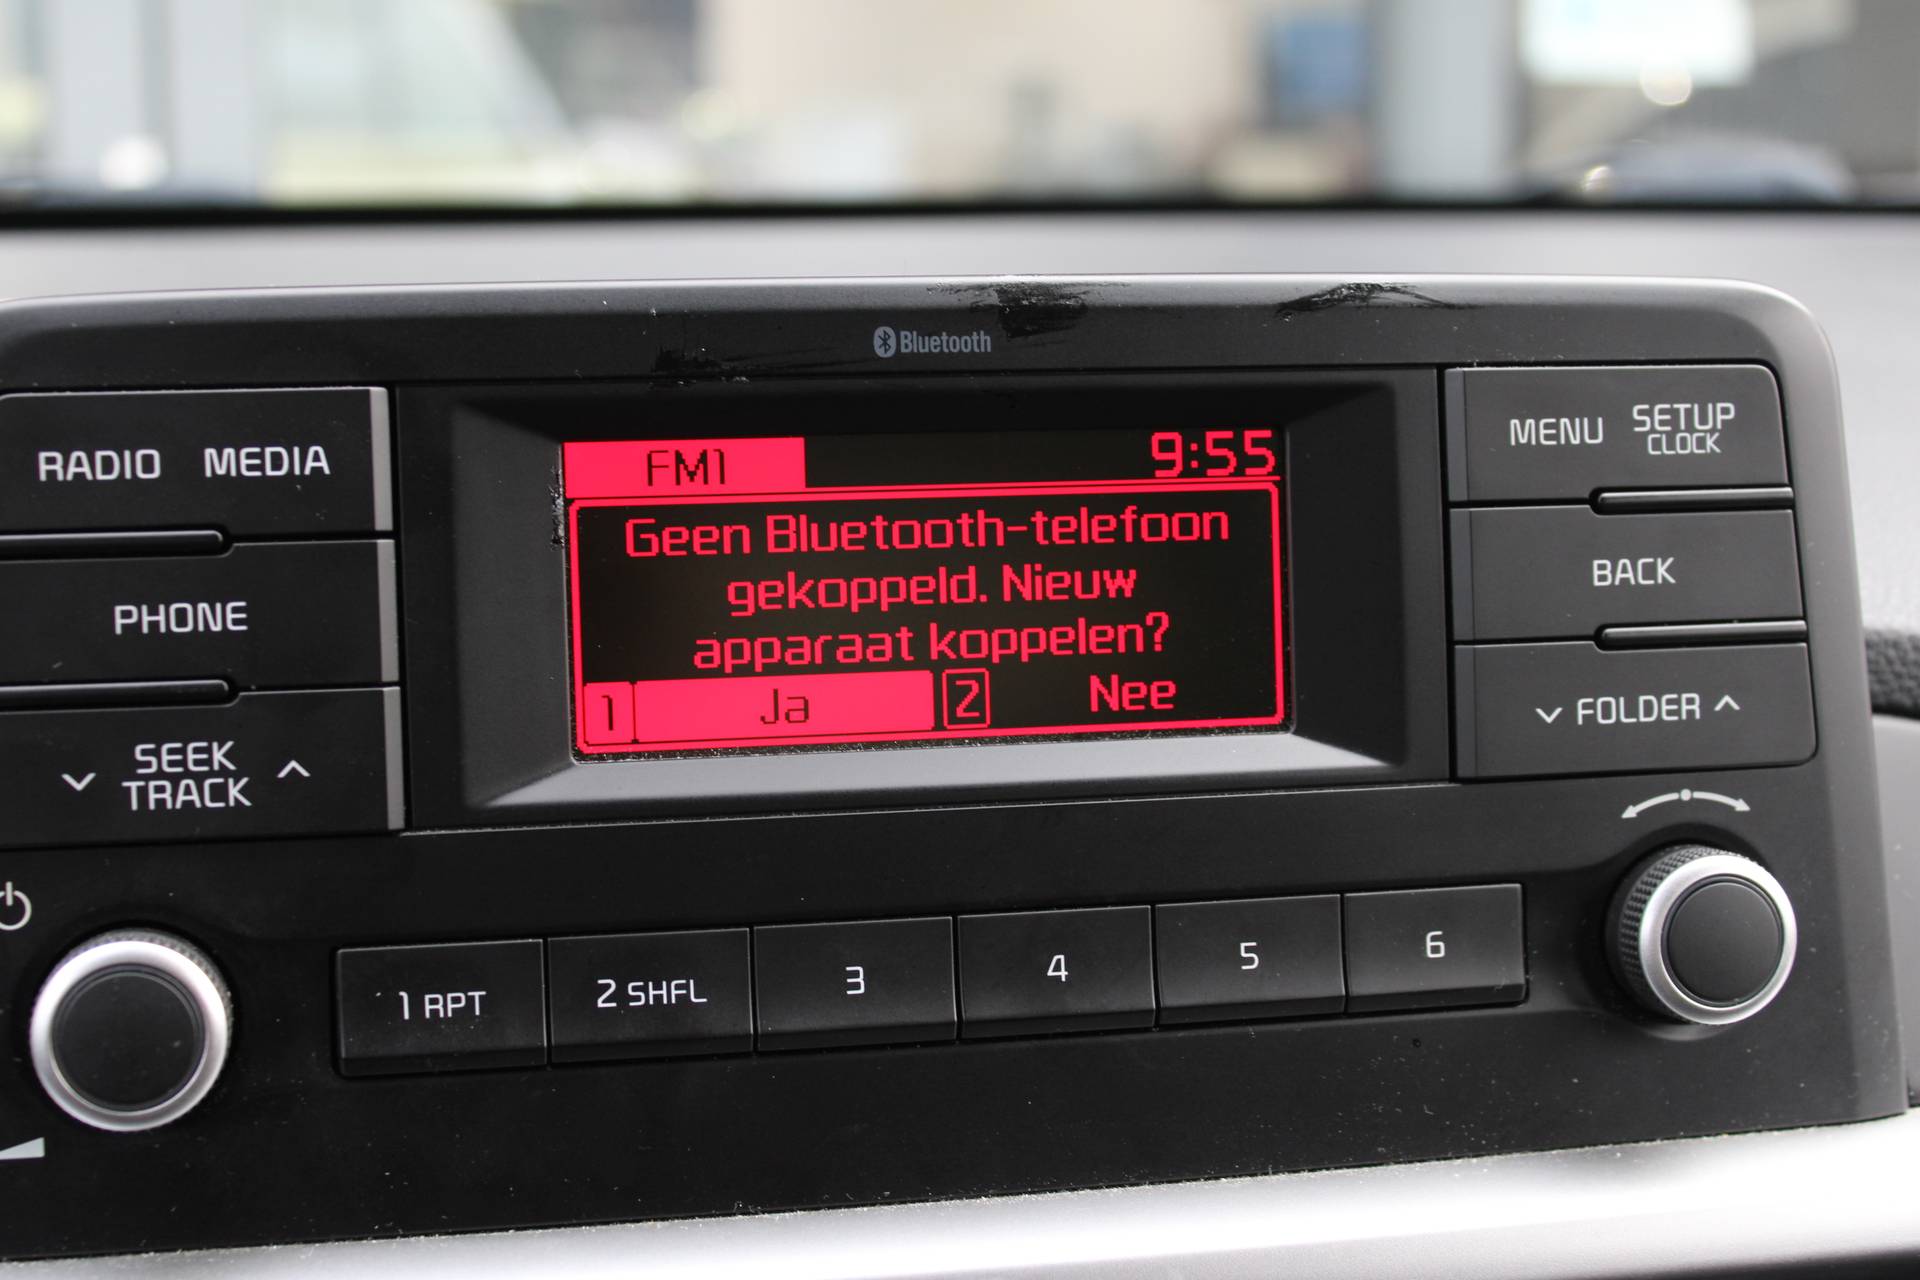 Bluetooth
RADIO MEDIA
PHONE
SEEK
TRACK
FM1 9:55
Geen Bluetooth-telefoon
gekoppeld. Nieuw
apparaat koppelen?
1 Ja 2 Nee
MENU SETUP
CLOCK
BACK
FOLDER
1 RPT 2 SHFL 3 4 5 6